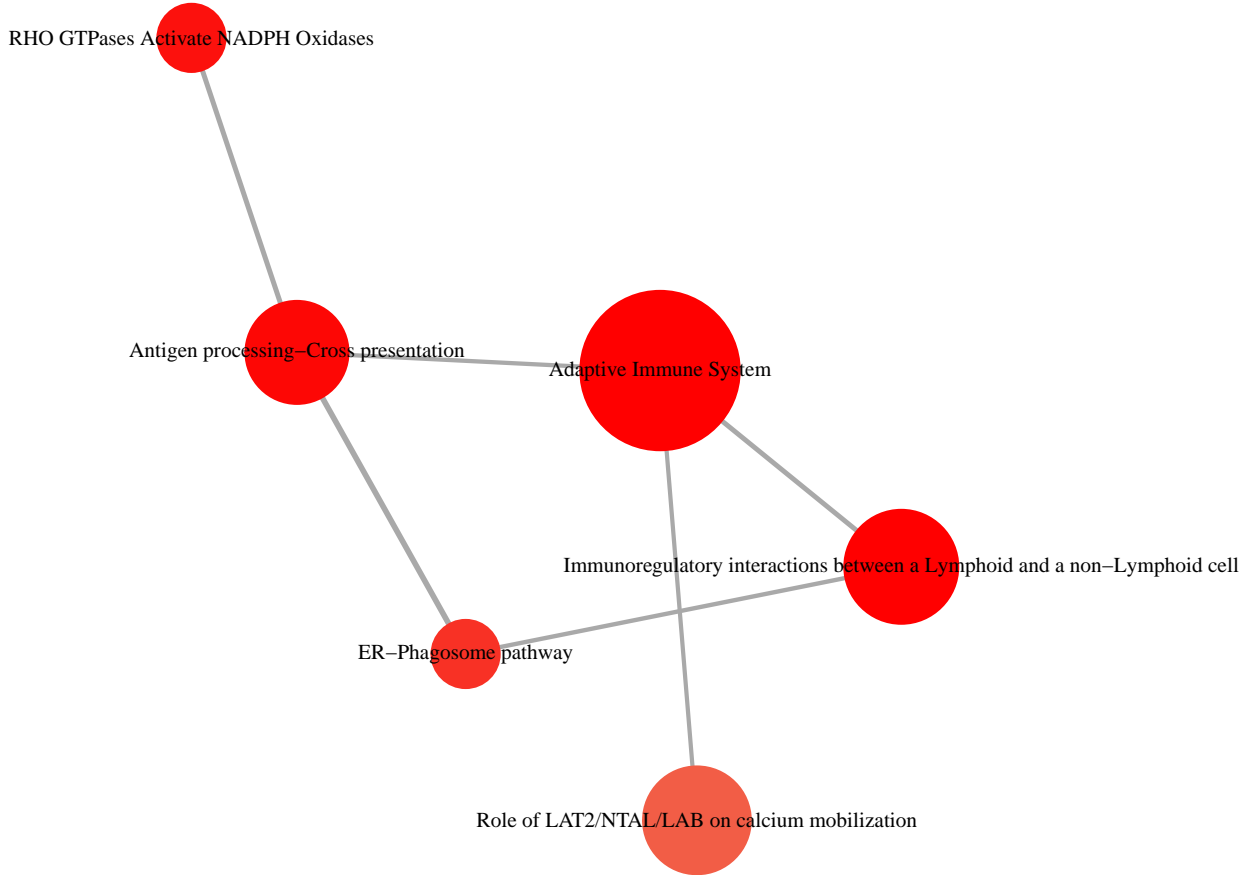 RHO GTPases Activate NADPH Oxidases
Antigen processing−Cross presentation
Adaptive Immune System
Immunoregulatory interactions between a Lymphoid and a non−Lymphoid cell
ER−Phagosome pathway
Role of LAT2/NTAL/LAB on calcium mobilization